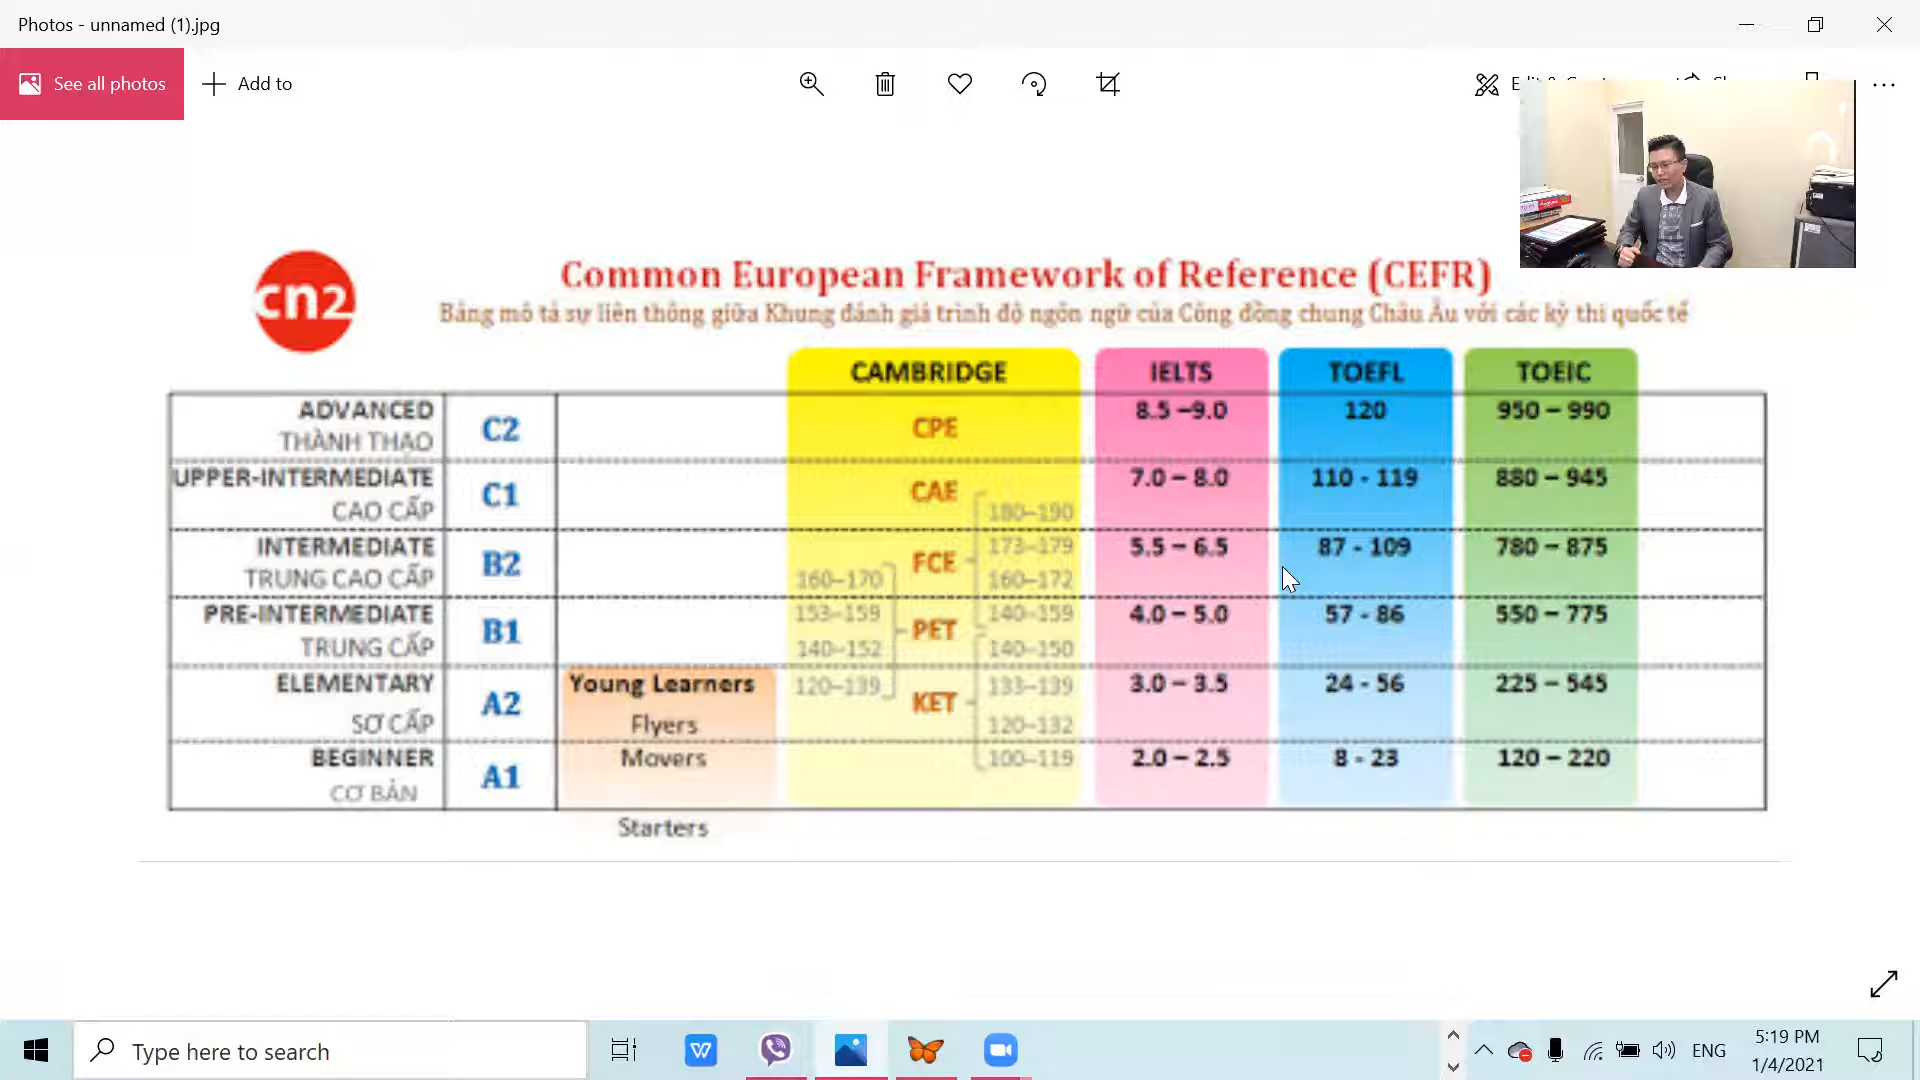 Photos - unnamed (1).jpg
See all photos
Add to
cn2
Common European Framework of Reference (CEFR)
Bảng mô tả sự liên thông giữa Khung đánh giá trình độ ngôn ngữ của Công đồng chung Châu Âu với các kỳ thi quốc tế
CAMBRIDGE IELTS TOEFL TOEIC
ADVANCED
THÀNH THẠO
C2 CPE 8.5 –9.0 120 950 – 990
UPPER-INTERMEDIATE
CAO CẤP
C1 CAE 7.0 – 8.0 110 - 119 880 – 945
180–190
INTERMEDIATE
TRUNG CAO CẤP
B2 FCE 173–179 5.5 – 6.5 87 - 109 780 – 875
160–170 160–172
PRE-INTERMEDIATE
TRUNG CẤP
B1 153–159 PET 140–159 4.0 – 5.0 57 - 86 550 – 775
140–152 140–150
ELEMENTARY
SƠ CẤP
A2 Young Learners 120–139 KET 133–139 3.0 – 3.5 24 - 56 225 – 545
Flyers 120–132
BEGINNER
CƠ BẢN
A1 Movers 100–119 2.0 – 2.5 8 - 23 120 – 220
Starters
Type here to search
ENG
5:19 PM
1/4/2021